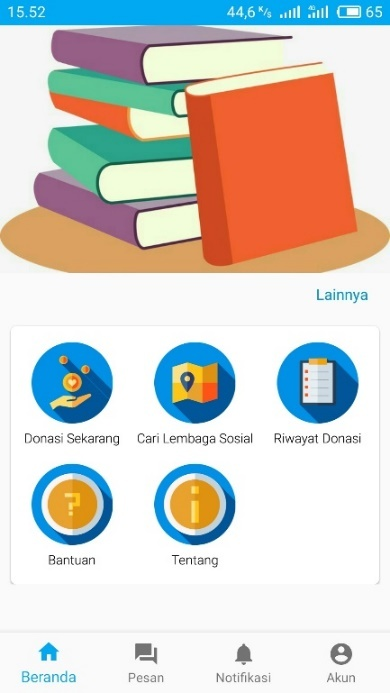 15.52 44,6 K/s 4G 65
Lainnya
Donasi Sekarang Cari Lembaga Sosial Riwayat Donasi
Bantuan Tentang
Beranda Pesan Notifikasi Akun